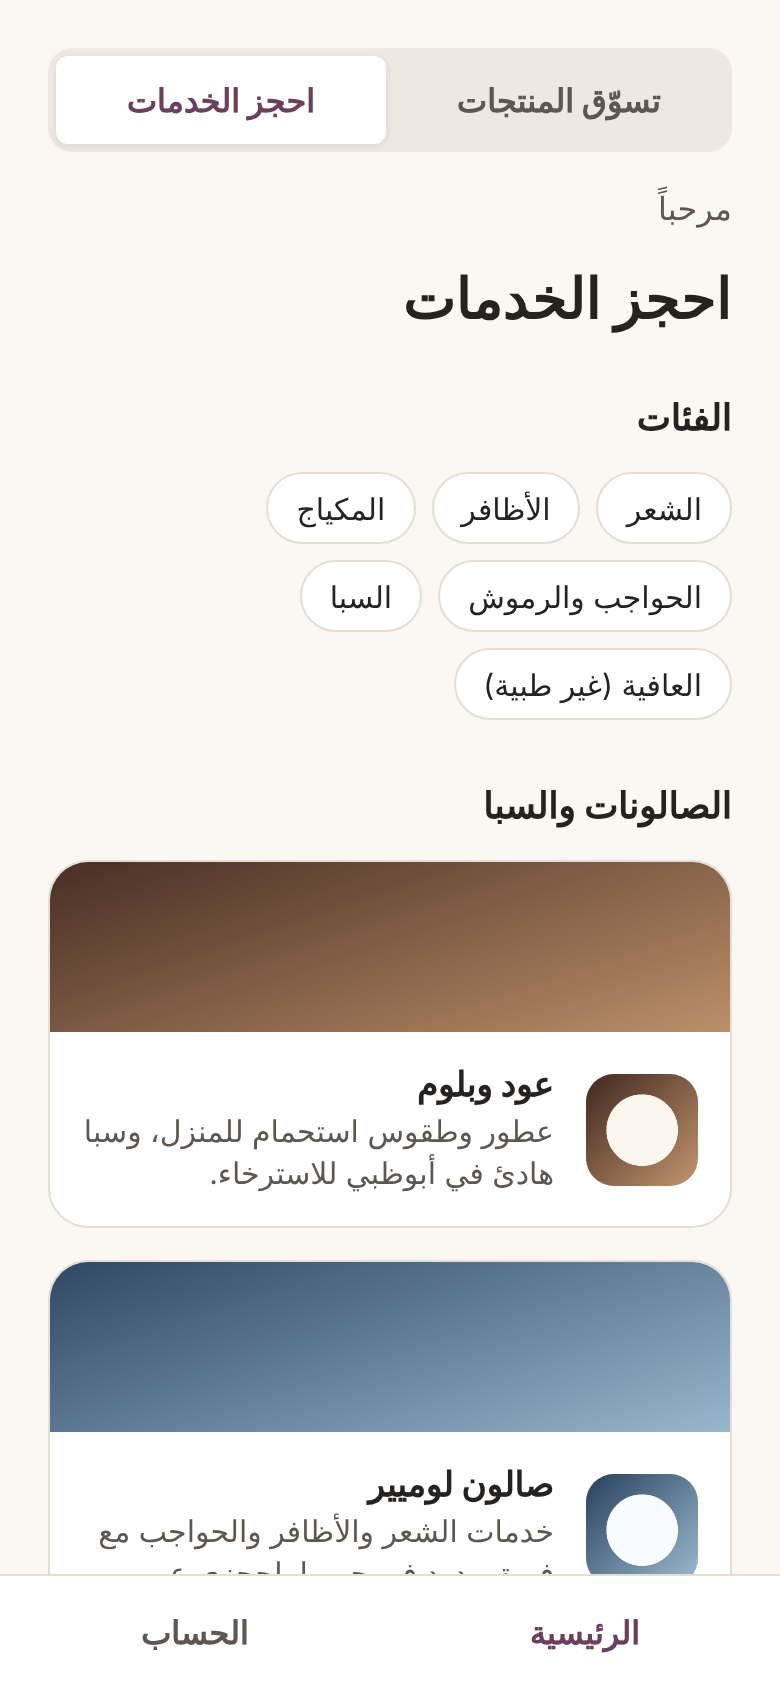 تسوّق المنتجات
احجز الخدمات
مرحباً
احجز الخدمات
الفئات
الشعر
الأظافر
المكياج
الحواجب والرموش
السبا
العافية (غير طبية)
الصالونات والسبا
عود وبلوم
عطور وطقوس استحمام للمنزل، وسبا
هادئ في أبوظبي للاسترخاء.
صالون لوميير
خدمات الشعر والأظافر والحواجب مع
الرئيسية
الحساب